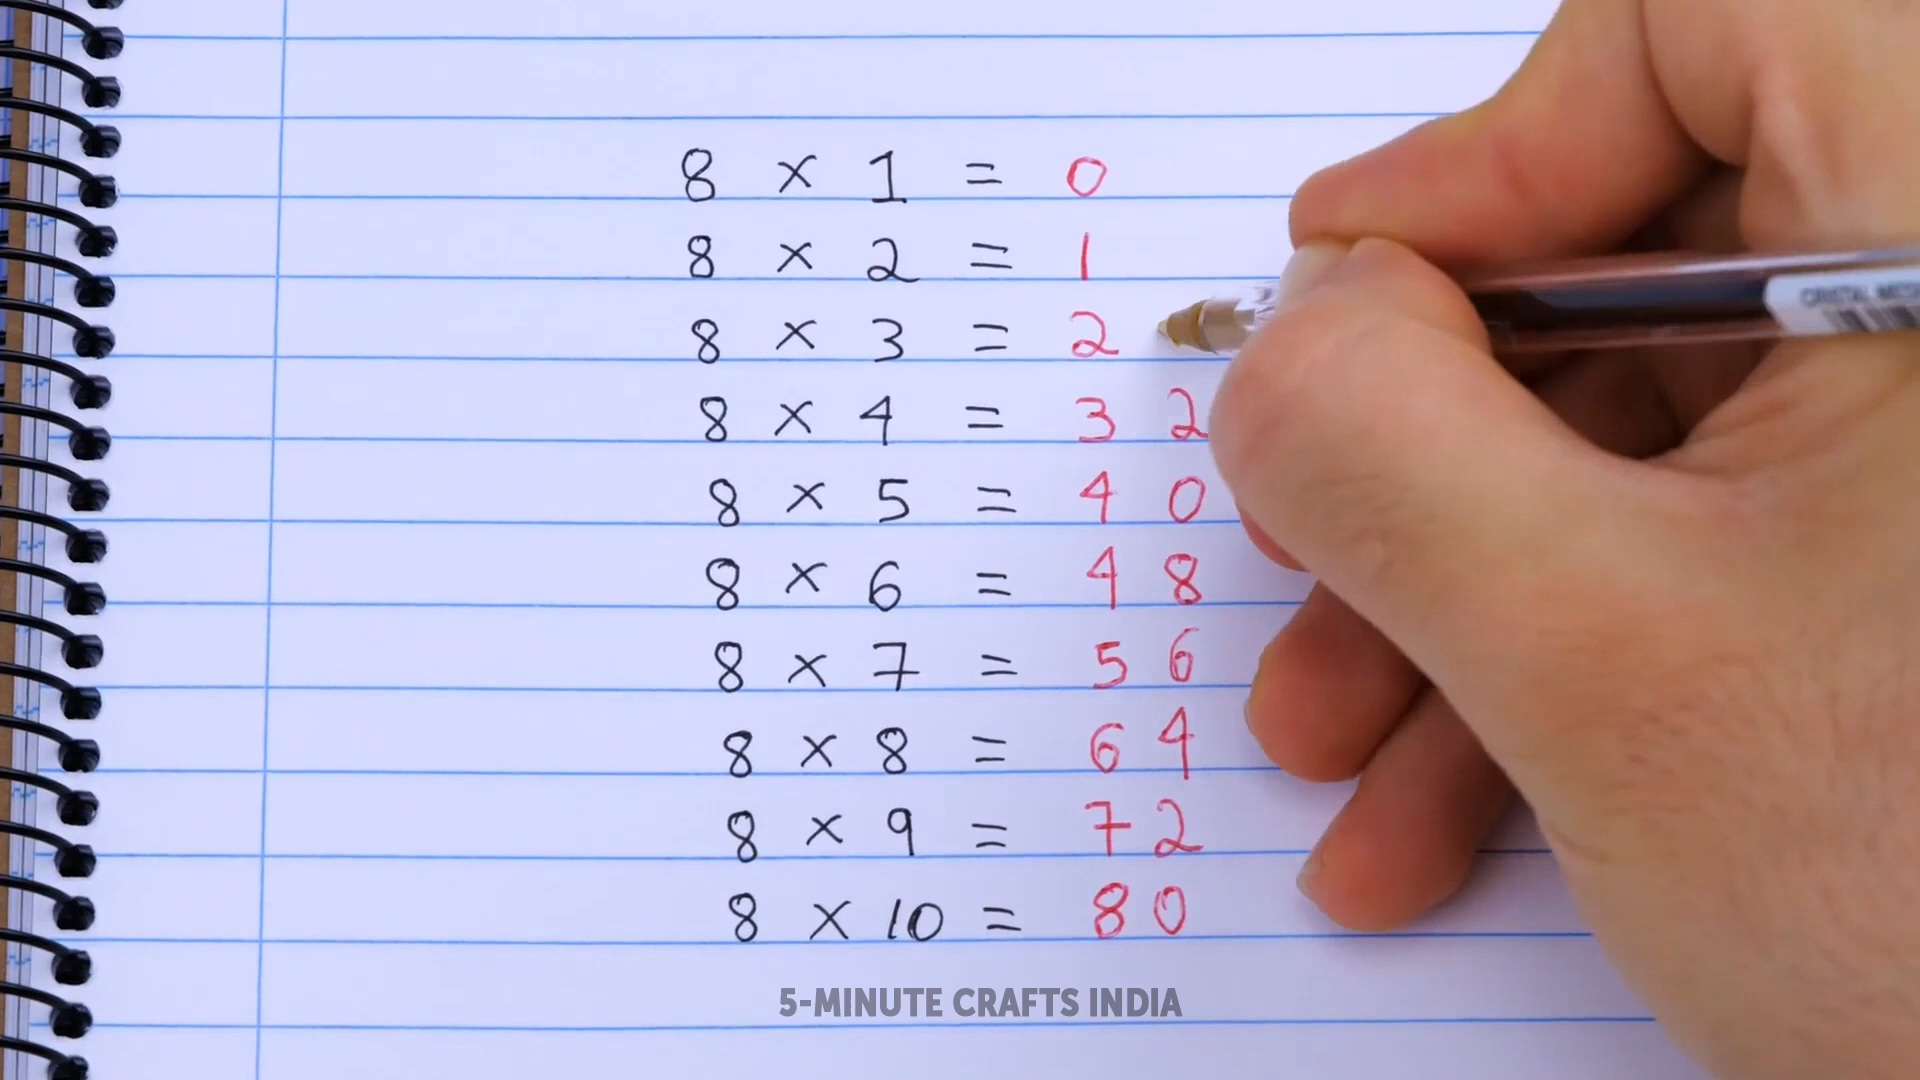 8 × 1 = 0
8 × 2 = 1
8 × 3 = 2
8 × 4 = 3 2
8 × 5 = 4 0
8 × 6 = 4 8
8 × 7 = 5 6
8 × 8 = 6 4
8 × 9 = 7 2
8 × 10 = 8 0
5-MINUTE CRAFTS INDIA